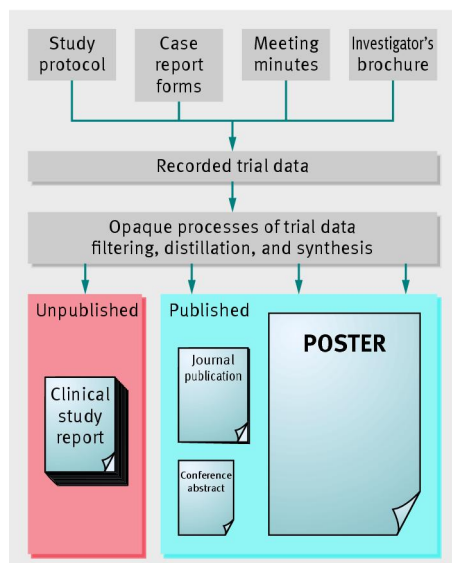 Study
protocol
Case
report
forms
Meeting
minutes
Investigator's
brochure
Recorded trial data
Opaque processes of trial data
filtering, distillation, and synthesis
Unpublished
Published
Clinical
study
report
Journal
publication
Conference
abstract
POSTER